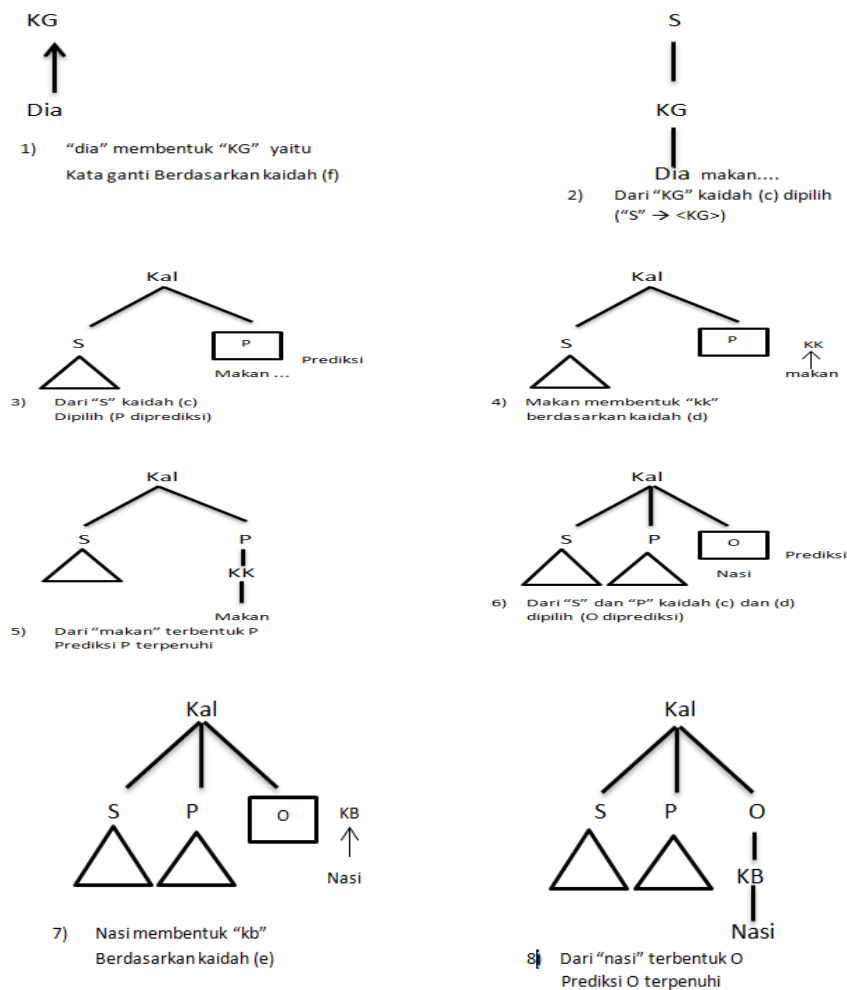 KG
Dia
1) “dia” membentuk “KG” yaitu
Kata ganti Berdasarkan kaidah (f)
S
KG
Dia makan....
2) Dari “KG” kaidah (c) dipilih
(“S” → <KG>)
Kal
S
P
Prediksi
Makan ...
3) Dari “S” kaidah (c)
Dipilih (P diprediksi)
Kal
S
P
KK
makan
4) Makan membentuk “kk”
berdasarkan kaidah (d)
Kal
S
P
KK
Makan
5) Dari “makan” terbentuk P
Prediksi P terpenuhi
Kal
S
P
O
Prediksi
Nasi
6) Dari “S” dan “P” kaidah (c) dan (d)
dipilih (O diprediksi)
Kal
S
P
O
KB
Nasi
7) Nasi membentuk “kb”
Berdasarkan kaidah (e)
Kal
S
P
O
KB
Nasi
8) Dari “nasi” terbentuk O
Prediksi O terpenuhi